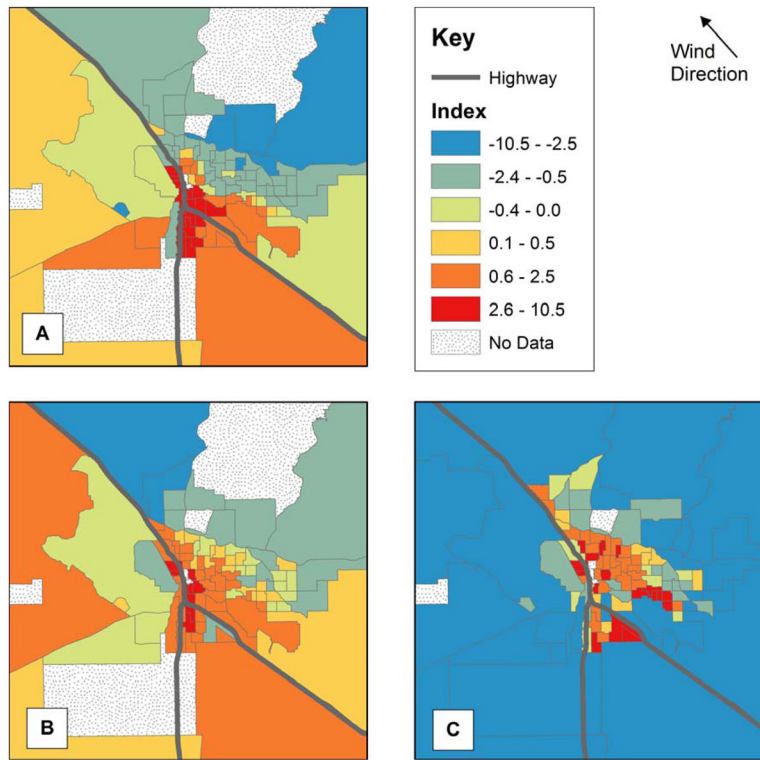 Key
Highway
Index
-10.5 - -2.5
-2.4 - -0.5
-0.4 - 0.0
0.1 - 0.5
0.6 - 2.5
2.6 - 10.5
No Data
Wind
Direction
A
B
C